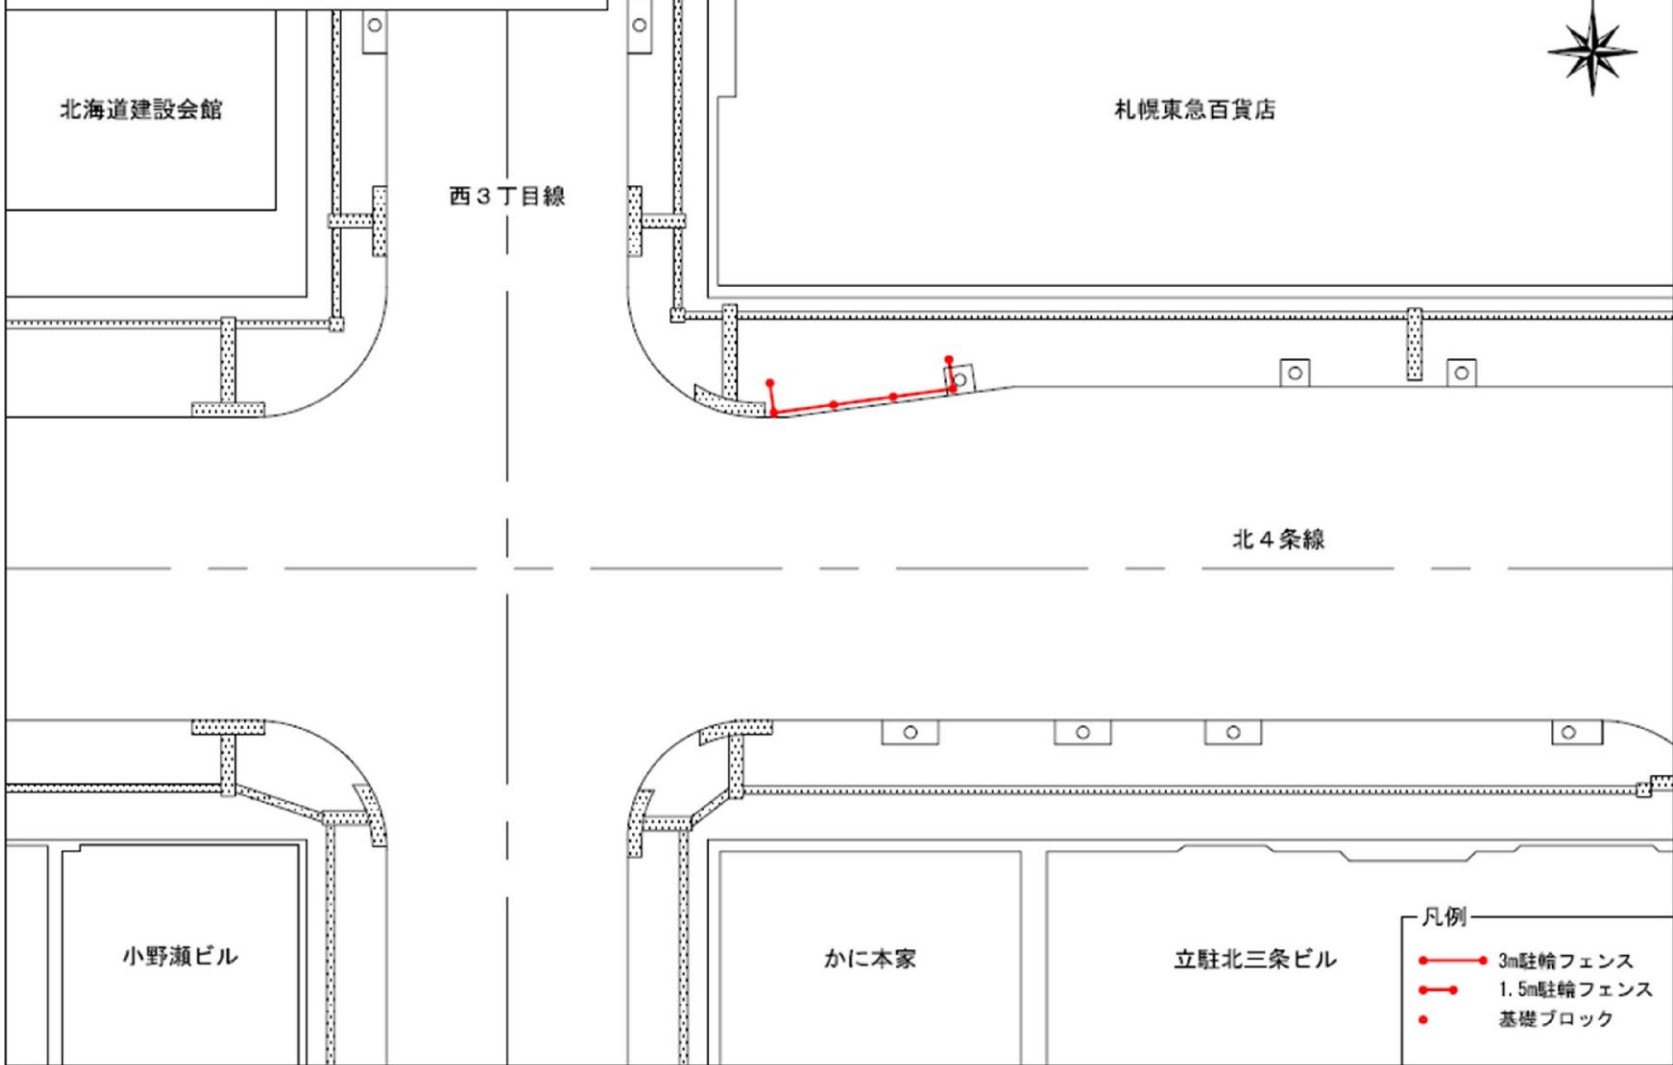 北海道建設会館
札幌東急百貨店
西３丁目線
北４条線
小野瀬ビル
かに本家
立駐北三条ビル
凡例
3m駐輪フェンス
1.5m駐輪フェンス
基礎ブロック